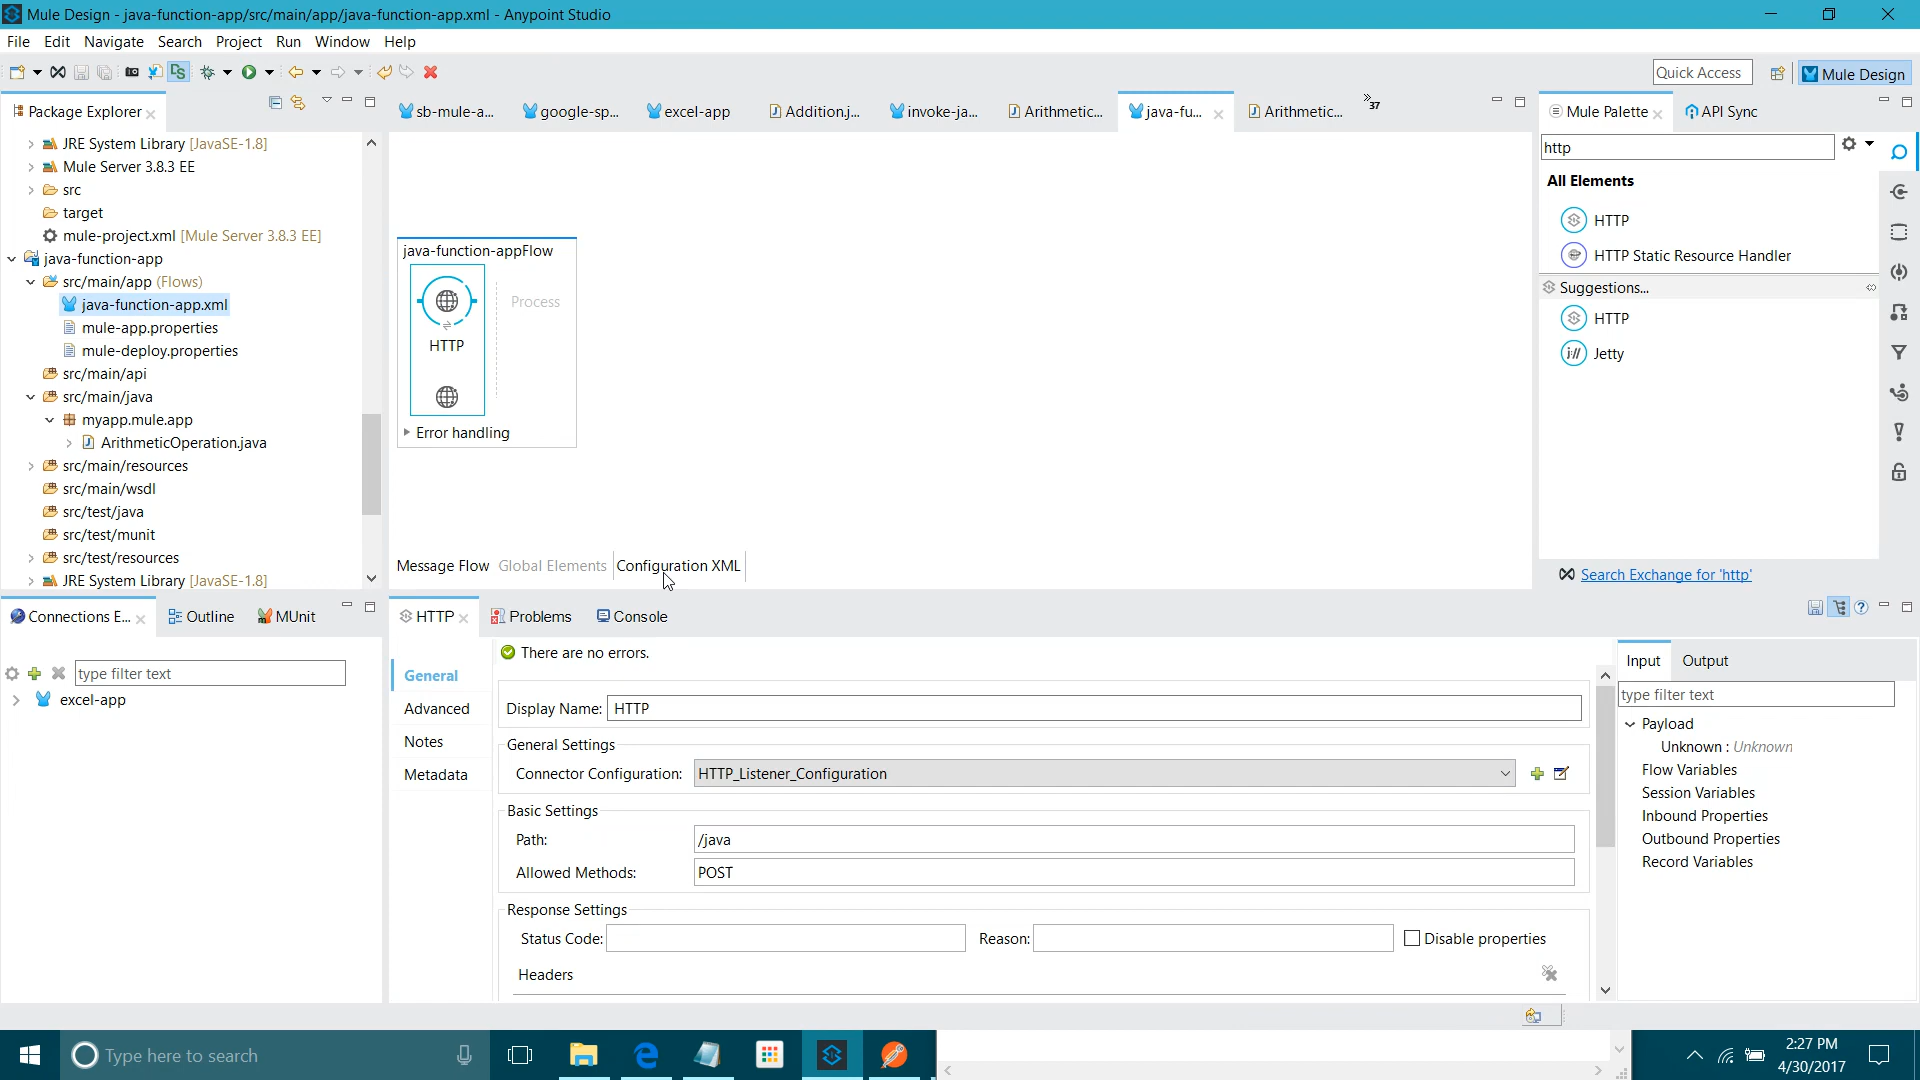 Mule Design - java-function-app/src/main/app/java-function-app.xml - Anypoint Studio
File Edit Navigate Search Project Run Window Help
Quick Access
Mule Design
Package Explorer
sb-mule-a...
google-sp...
excel-app
Addition.j...
invoke-ja...
Arithmetic...
java-fu...
Arithmetic...
37
Mule Palette
API Sync
JRE System Library [JavaSE-1.8]
Mule Server 3.8.3 EE
src
target
mule-project.xml [Mule Server 3.8.3 EE]
java-function-app
src/main/app (Flows)
java-function-app.xml
mule-app.properties
mule-deploy.properties
src/main/api
src/main/java
myapp.mule.app
ArithmeticOperation.java
src/main/resources
src/main/wsdl
src/test/java
src/test/munit
src/test/resources
JRE System Library [JavaSE-1.8]
java-function-appFlow
HTTP
Process
Error handling
Message Flow Global Elements Configuration XML
http
All Elements
HTTP
HTTP Static Resource Handler
Suggestions...
HTTP
Jetty
Search Exchange for 'http'
Connections E...
Outline
MUnit
type filter text
excel-app
HTTP
Problems
Console
There are no errors.
General
Advanced
Notes
Metadata
Display Name: HTTP
General Settings
Connector Configuration: HTTP_Listener_Configuration
Basic Settings
Path: /java
Allowed Methods: POST
Response Settings
Status Code:
Reason:
Disable properties
Headers
Input
Output
type filter text
Payload
Unknown : Unknown
Flow Variables
Session Variables
Inbound Properties
Outbound Properties
Record Variables
Type here to search
2:27 PM
4/30/2017